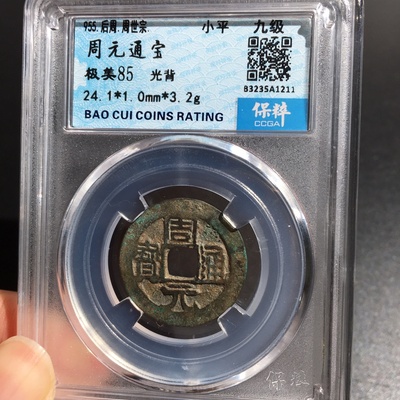 955.后周.周世宗 小平 九级
周元通宝
极美85 光背
24.1*1.0mm*3.2g
BAO CUI COINS RATING
B3235A1211
保粹
CCGA
周元通寶
保粹